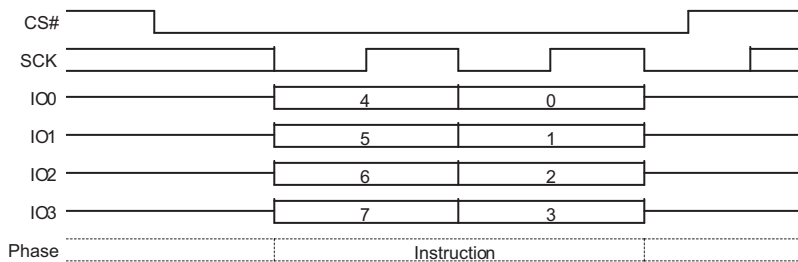 CS#
SCK
IO0 4 0
IO1 5 1
IO2 6 2
IO3 7 3
Phase Instruction